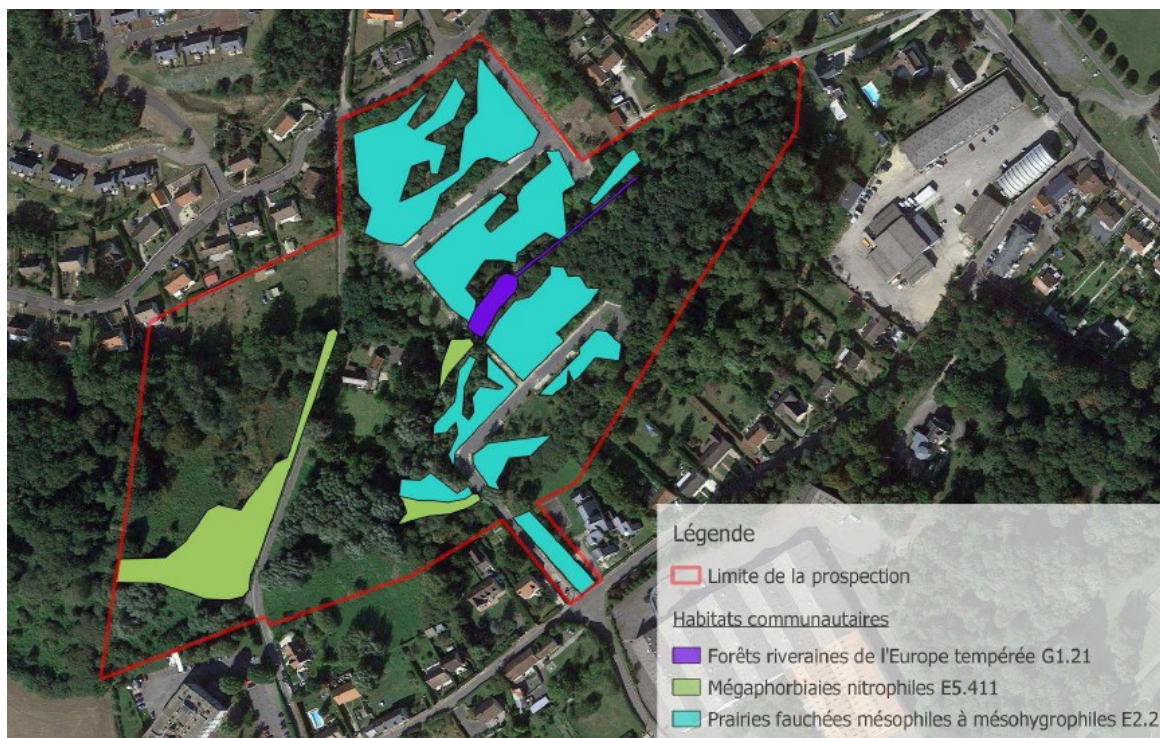 Légende
Limite de la prospection
Habitats communautaires
Forêts riveraines de l'Europe tempérée G1.21
Mégaphorbiaies nitrophiles E5.411
Prairies fauchées mésophiles à mésohygrophiles E2.2